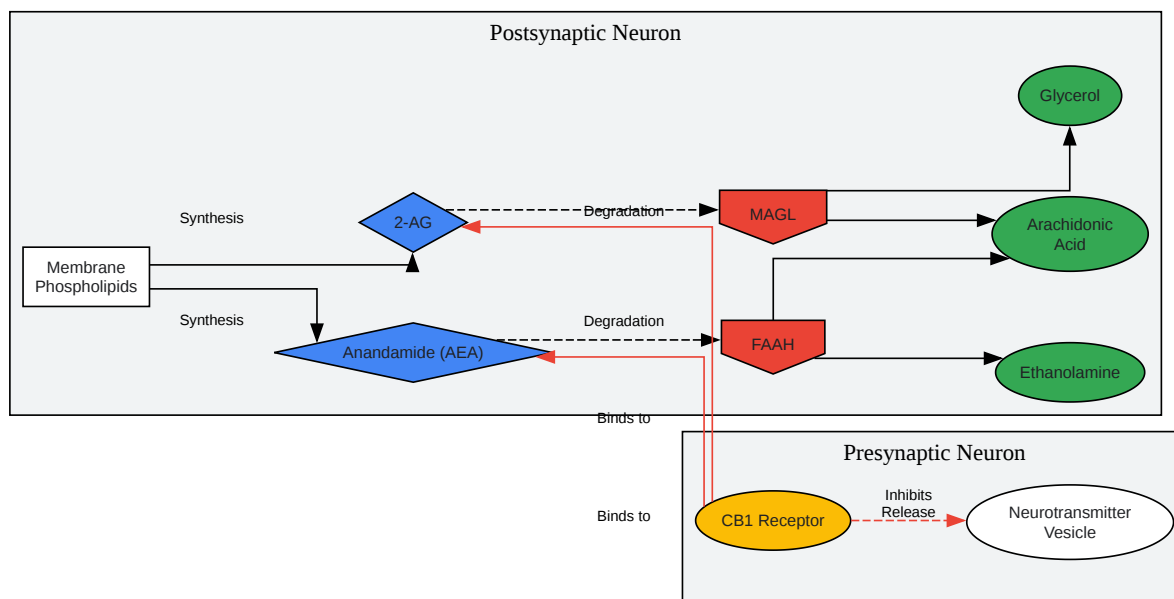 Postsynaptic Neuron
Glycerol
Synthesis
2-AG
Degradation
MAGL
Arachidonic
Acid
Membrane
Phospholipids
Synthesis
Anandamide (AEA)
Degradation
FAAH
Ethanolamine
Binds to
Presynaptic Neuron
Binds to
CB1 Receptor
Inhibits
Release
Neurotransmitter
Vesicle